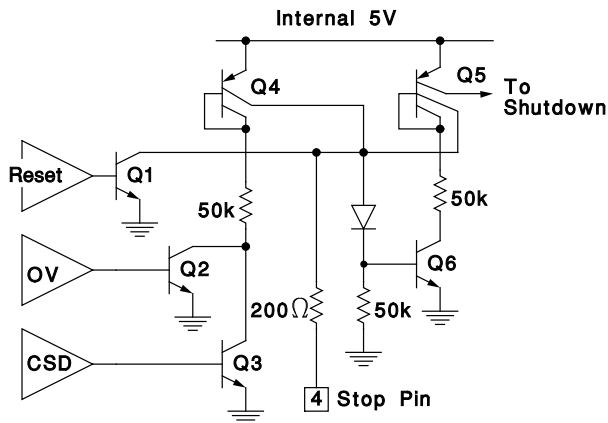 Internal 5V
Q4
Q5
To
Shutdown
Reset
Q1
50k
50k
OV
Q2
Q6
200Ω
50k
CSD
Q3
4
Stop Pin